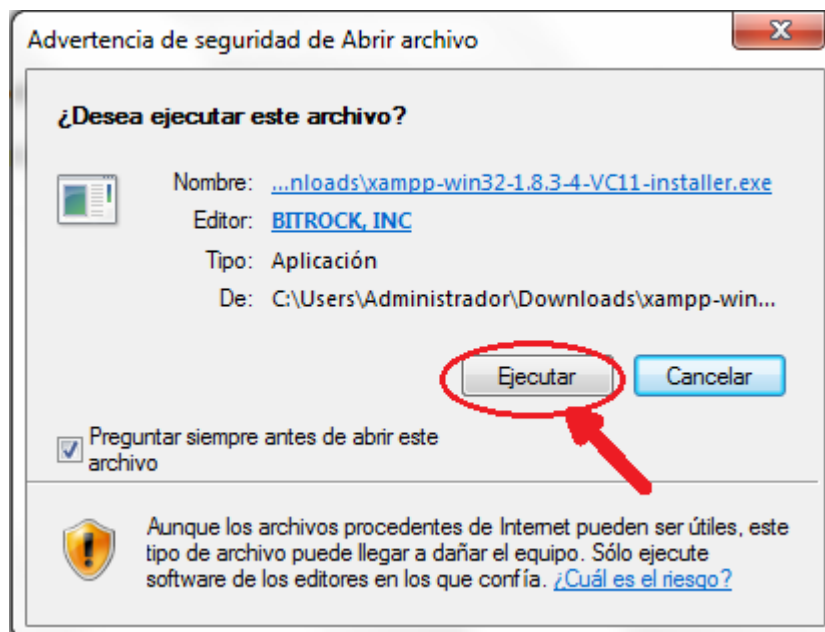 Advertencia de seguridad de Abrir archivo
¿Desea ejecutar este archivo?
Nombre: ...nloads\xampp-win32-1.8.3-4-VC11-installer.exe
Editor: BITROCK, INC
Tipo: Aplicación
De: C:\Users\Administrador\Downloads\xampp-win...
Ejecutar Cancelar
Preguntar siempre antes de abrir este
archivo
Aunque los archivos procedentes de Internet pueden ser útiles, este
tipo de archivo puede llegar a dañar el equipo. Sólo ejecute
software de los editores en los que confía. ¿Cuál es el riesgo?